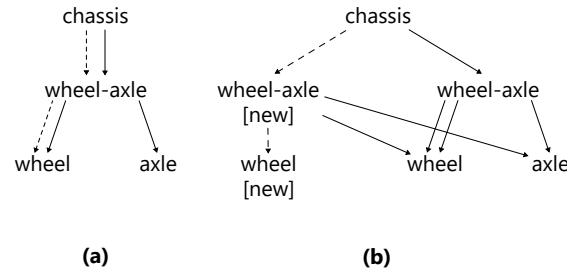 chassis
wheel-axle
wheel
axle
(a)
chassis
wheel-axle
[new]
wheel-axle
wheel
[new]
wheel
axle
(b)